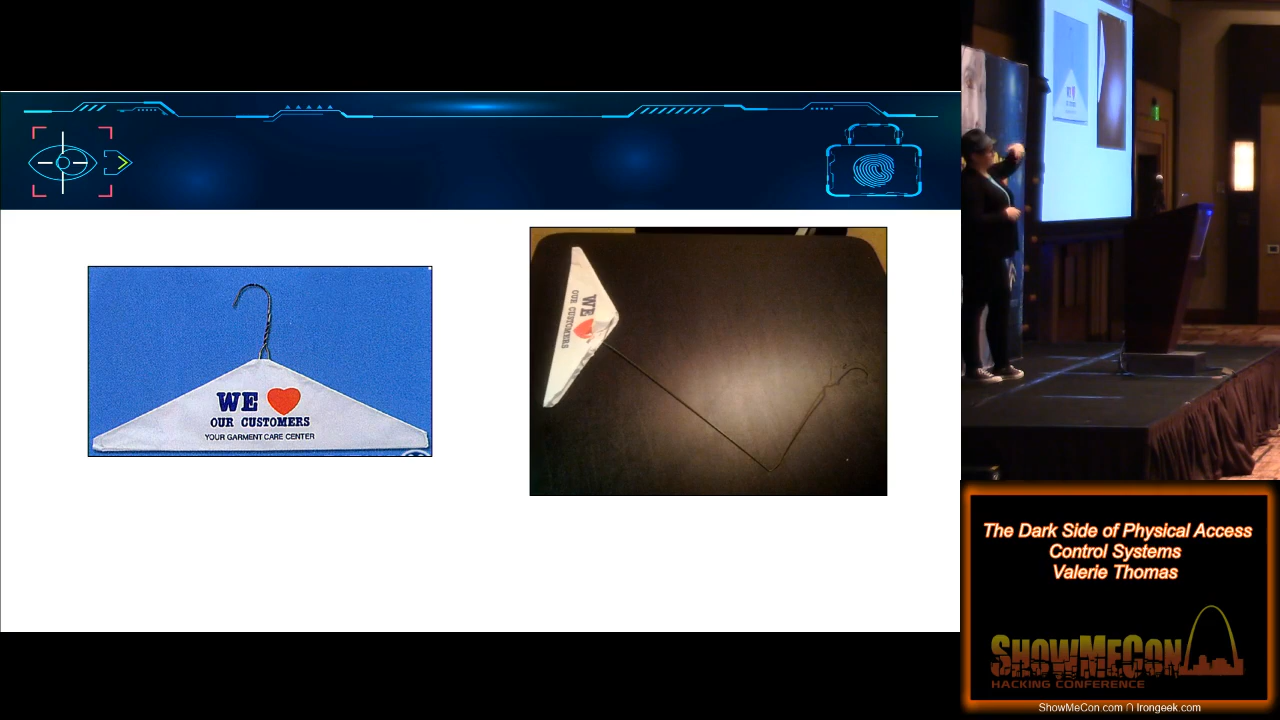 WE
OUR CUSTOMERS
YOUR GARMENT CARE CENTER
WE
OUR CUSTOMERS
The Dark Side of Physical Access
Control Systems
Valerie Thomas
SHOWMECON
HACKING CONFERENCE
ShowMeCon.com ∩ Irongeek.com